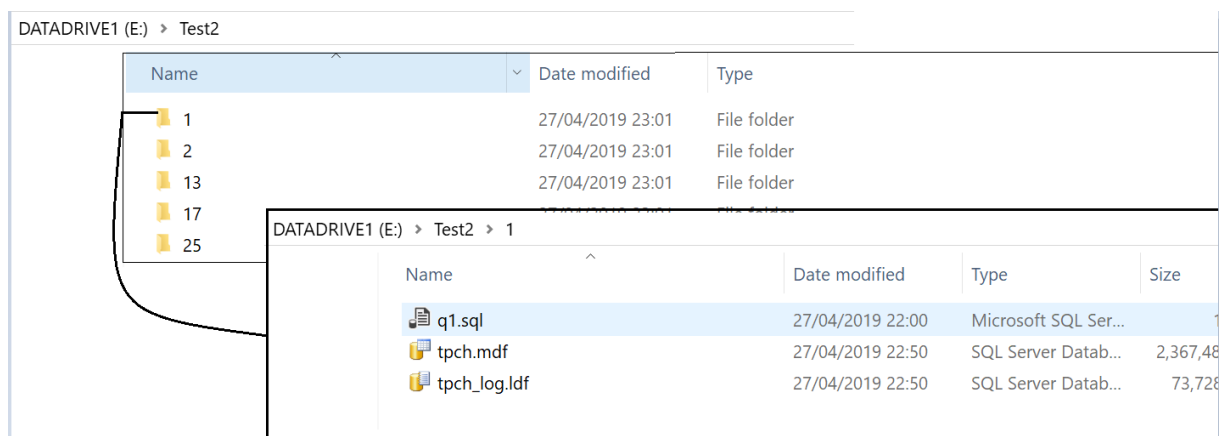 DATADRIVE1 (E:) > Test2
Name Date modified Type
1 27/04/2019 23:01 File folder
2 27/04/2019 23:01 File folder
13 27/04/2019 23:01 File folder
17
25
DATADRIVE1 (E:) > Test2 > 1
Name Date modified Type Size
q1.sql 27/04/2019 22:00 Microsoft SQL Ser... 1
tpch.mdf 27/04/2019 22:50 SQL Server Datab... 2,367,48
tpch_log.ldf 27/04/2019 22:50 SQL Server Datab... 73,728